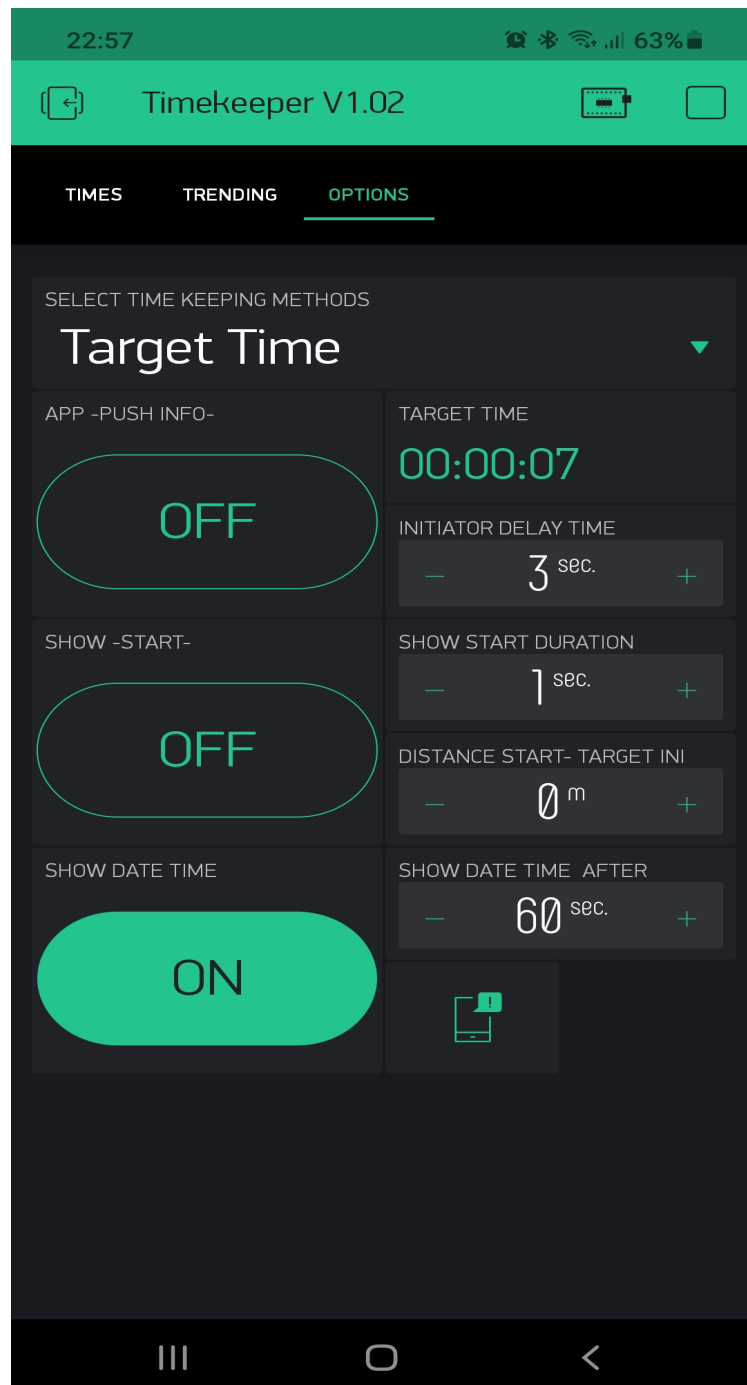 22:57
63%
Timekeeper V1.02
TIMES
TRENDING
OPTIONS
SELECT TIME KEEPING METHODS
Target Time
APP -PUSH INFO-
OFF
TARGET TIME
00:00:07
INITIATOR DELAY TIME
– 3 sec. +
SHOW -START-
OFF
SHOW START DURATION
– 1 sec. +
DISTANCE START- TARGET INI
– 0 m +
SHOW DATE TIME
ON
SHOW DATE TIME AFTER
– 60 sec. +
!